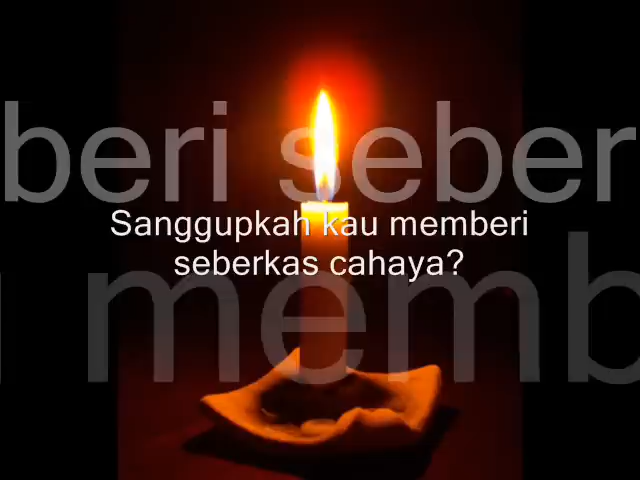 beri seber
Sanggupkah kau memberi
seberkas cahaya?
memb